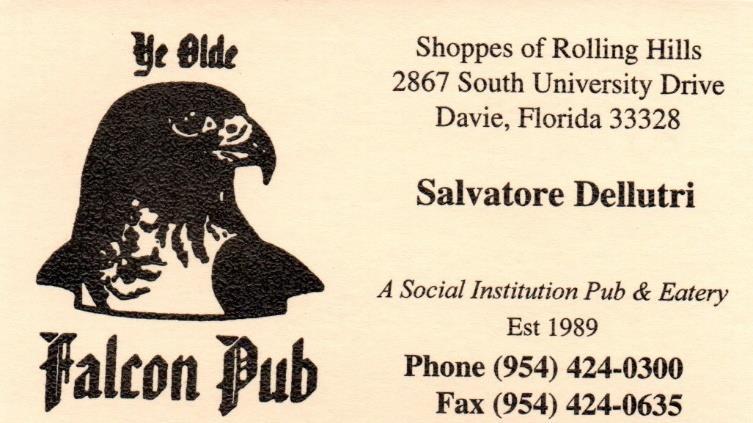 Ye Olde
Falcon Pub
Shoppes of Rolling Hills
2867 South University Drive
Davie, Florida 33328
Salvatore Dellutri
A Social Institution Pub & Eatery
Est 1989
Phone (954) 424-0300
Fax (954) 424-0635